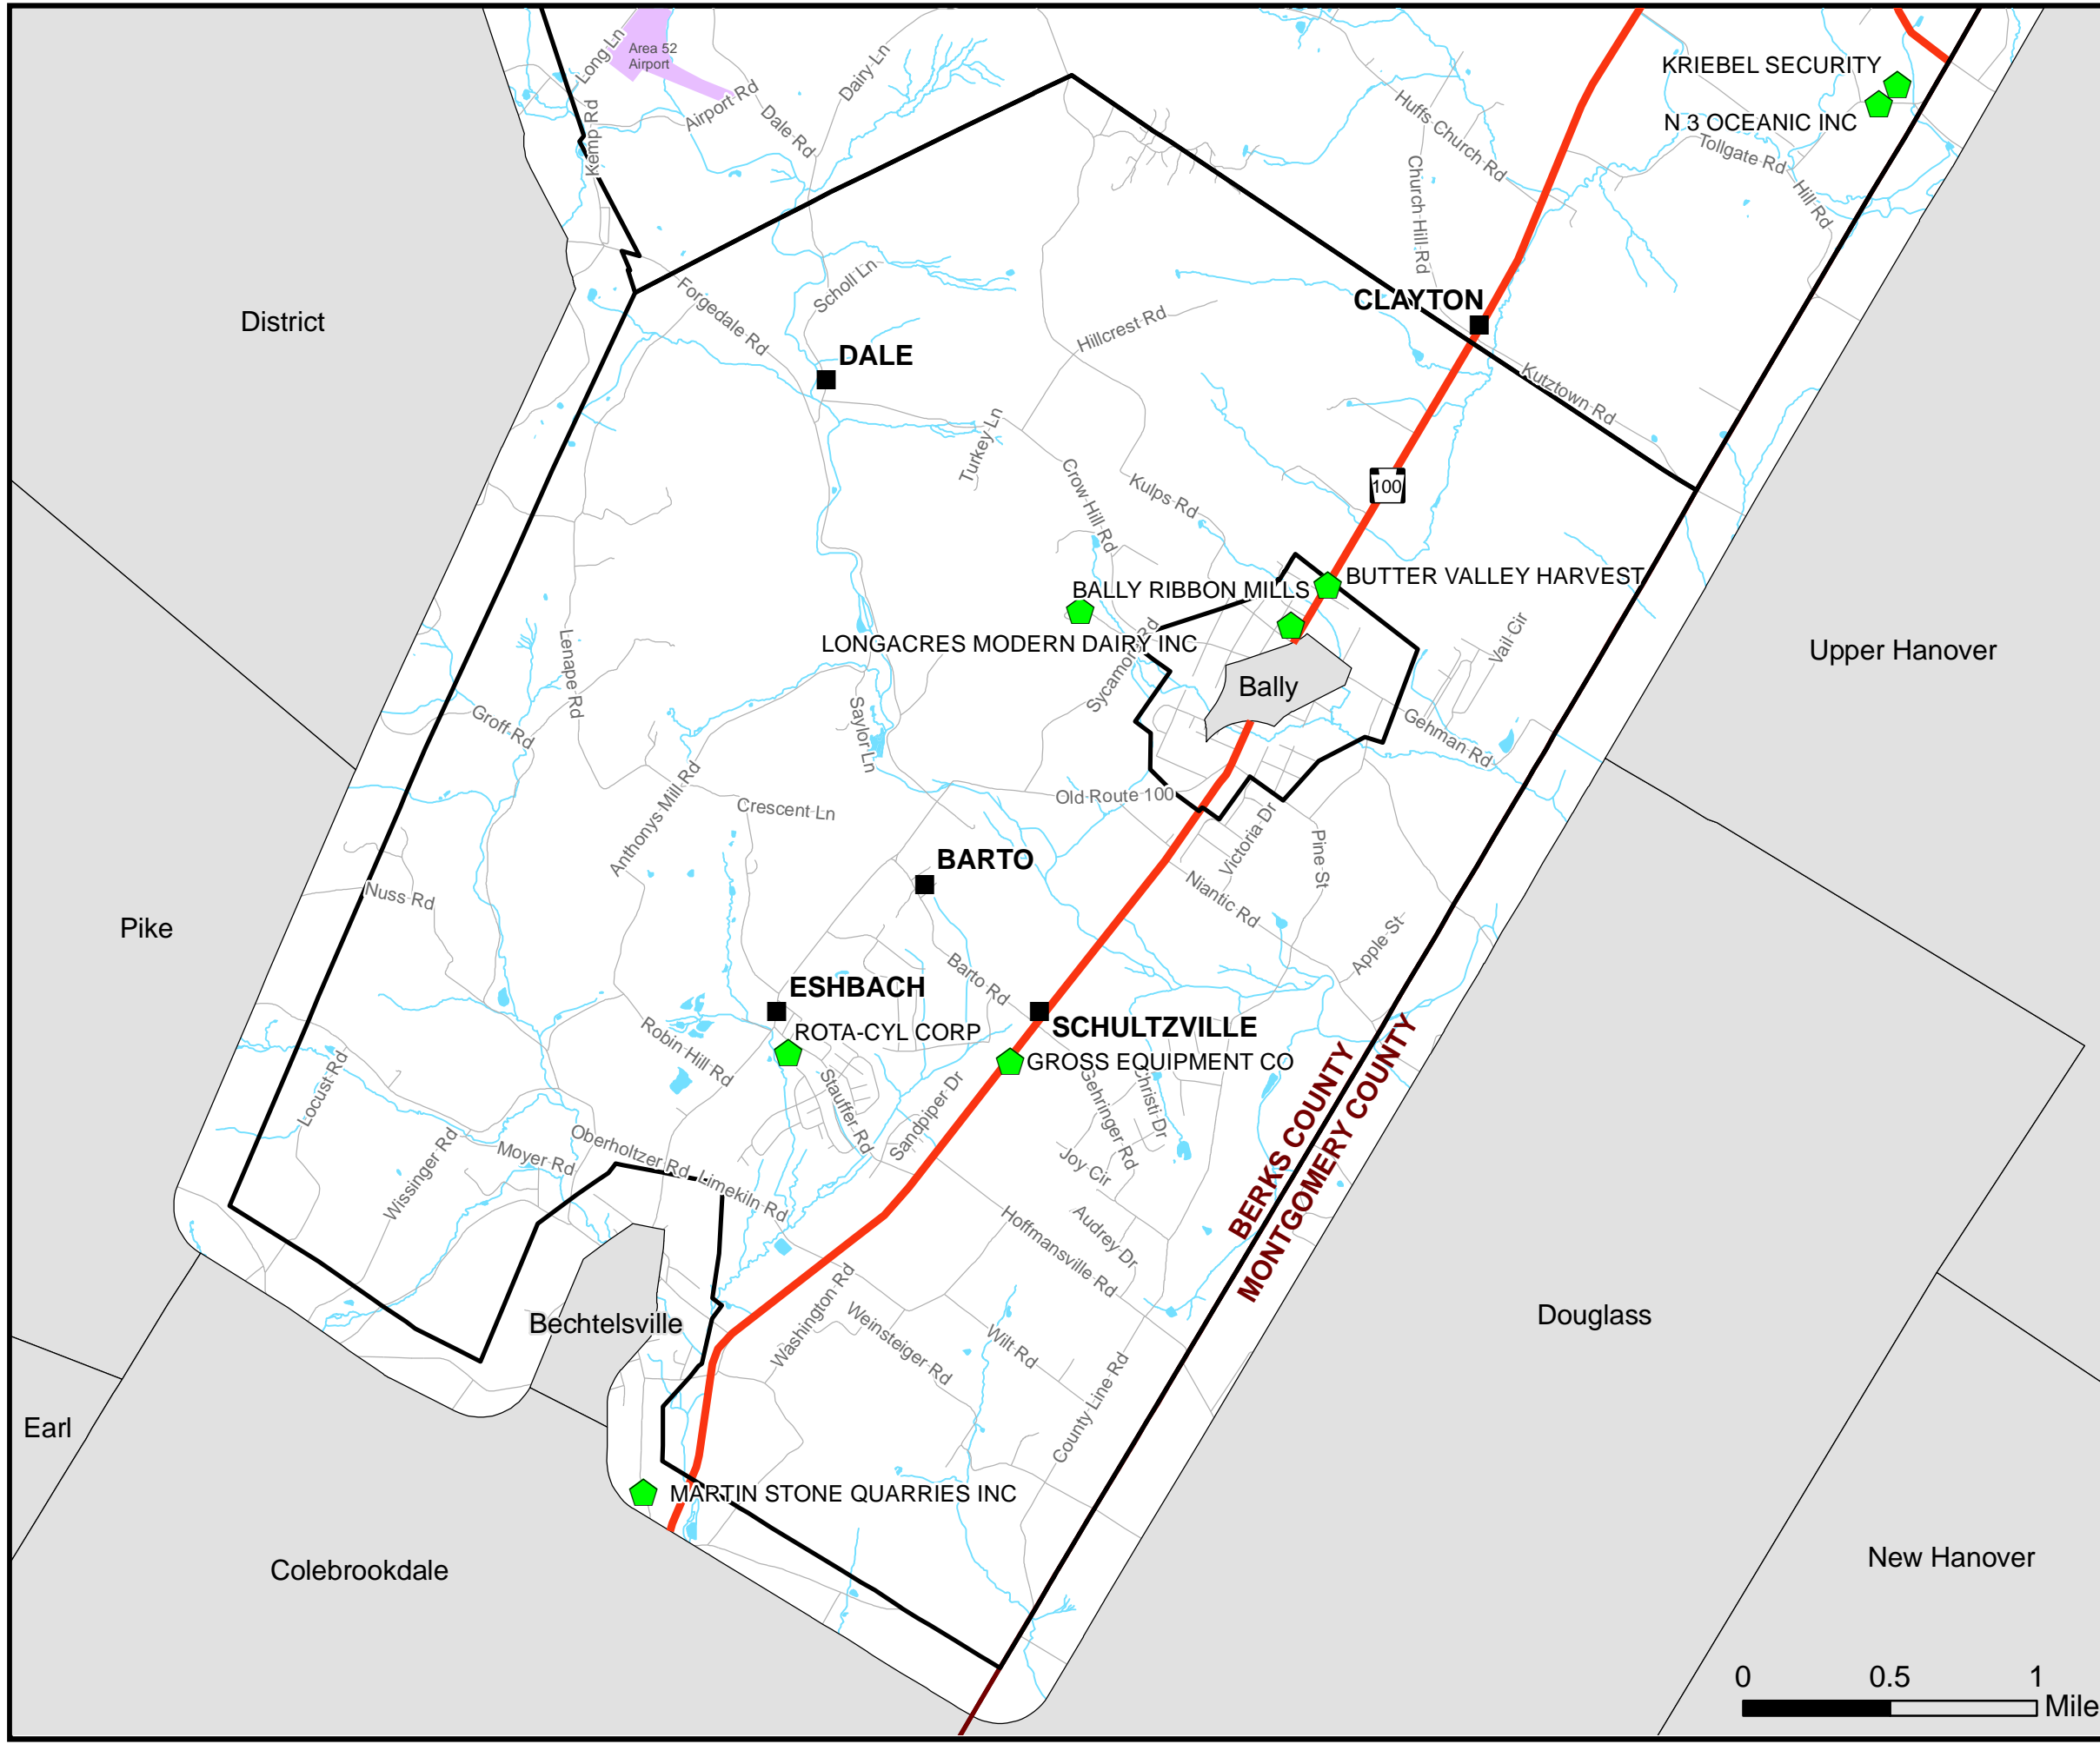 Long Ln
Area 52
Airport
Dairy Ln
KRIEBEL SECURITY
Airport Rd
Dale Rd
Huffs Church Rd
N 3 OCEANIC INC
Kemp Rd
Tollgate Rd
Church Hill Rd
Hill Rd
Scholl Ln
Forgedale Rd
CLAYTON
District
Hillcrest Rd
DALE
Kutztown Rd
Turkey Ln
Crow Hill Rd
Kulps Rd
100
BUTTER VALLEY HARVEST
BALLY RIBBON MILLS
LONGACRES MODERN DAIRY INC
Vail Cir
Upper Hanover
Sycamore Rd
Lenape Rd
Bally
Groff Rd
Saylor Ln
Gehman Rd
Anthonys Mill Rd
Crescent Ln
Old Route 100
Victoria Dr
Pine St
BARTO
Nuss Rd
Niantic Rd
Pike
Apple St
Barto Rd
ESHBACH
SCHULTZVILLE
ROTA-CYL CORP
Robin Hill Rd
GROSS EQUIPMENT CO
Locust Rd
Stauffer Rd
Sandpiper Dr
Gehringer Rd
Christi Dr
BERKS COUNTY
MONTGOMERY COUNTY
Oberholtzer Rd
Moyer Rd
Wissinger Rd
Limekiln Rd
Joy Cir
Hoffmansville Rd
Audrey Dr
Bechtelsville
Washington Rd
Weinsteiger Rd
Wilt Rd
Douglass
County Line Rd
Earl
MARTIN STONE QUARRIES INC
Colebrookdale
New Hanover
0 0.5 1
Mile